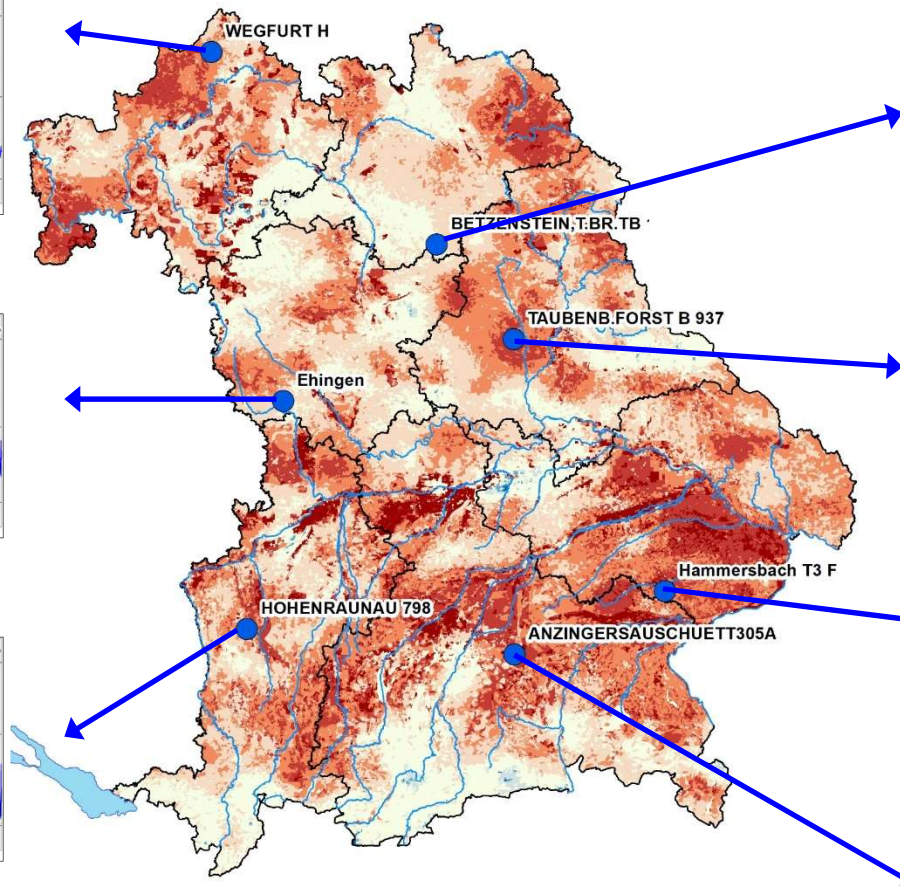 WEGFURT H
BETZENSTEIN,T.BR.TB
TAUBENB.FORST B 937
Ehingen
Hammersbach T3 F
HOHENRAUNAU 798
ANZINGERSAUSCHUETT305A